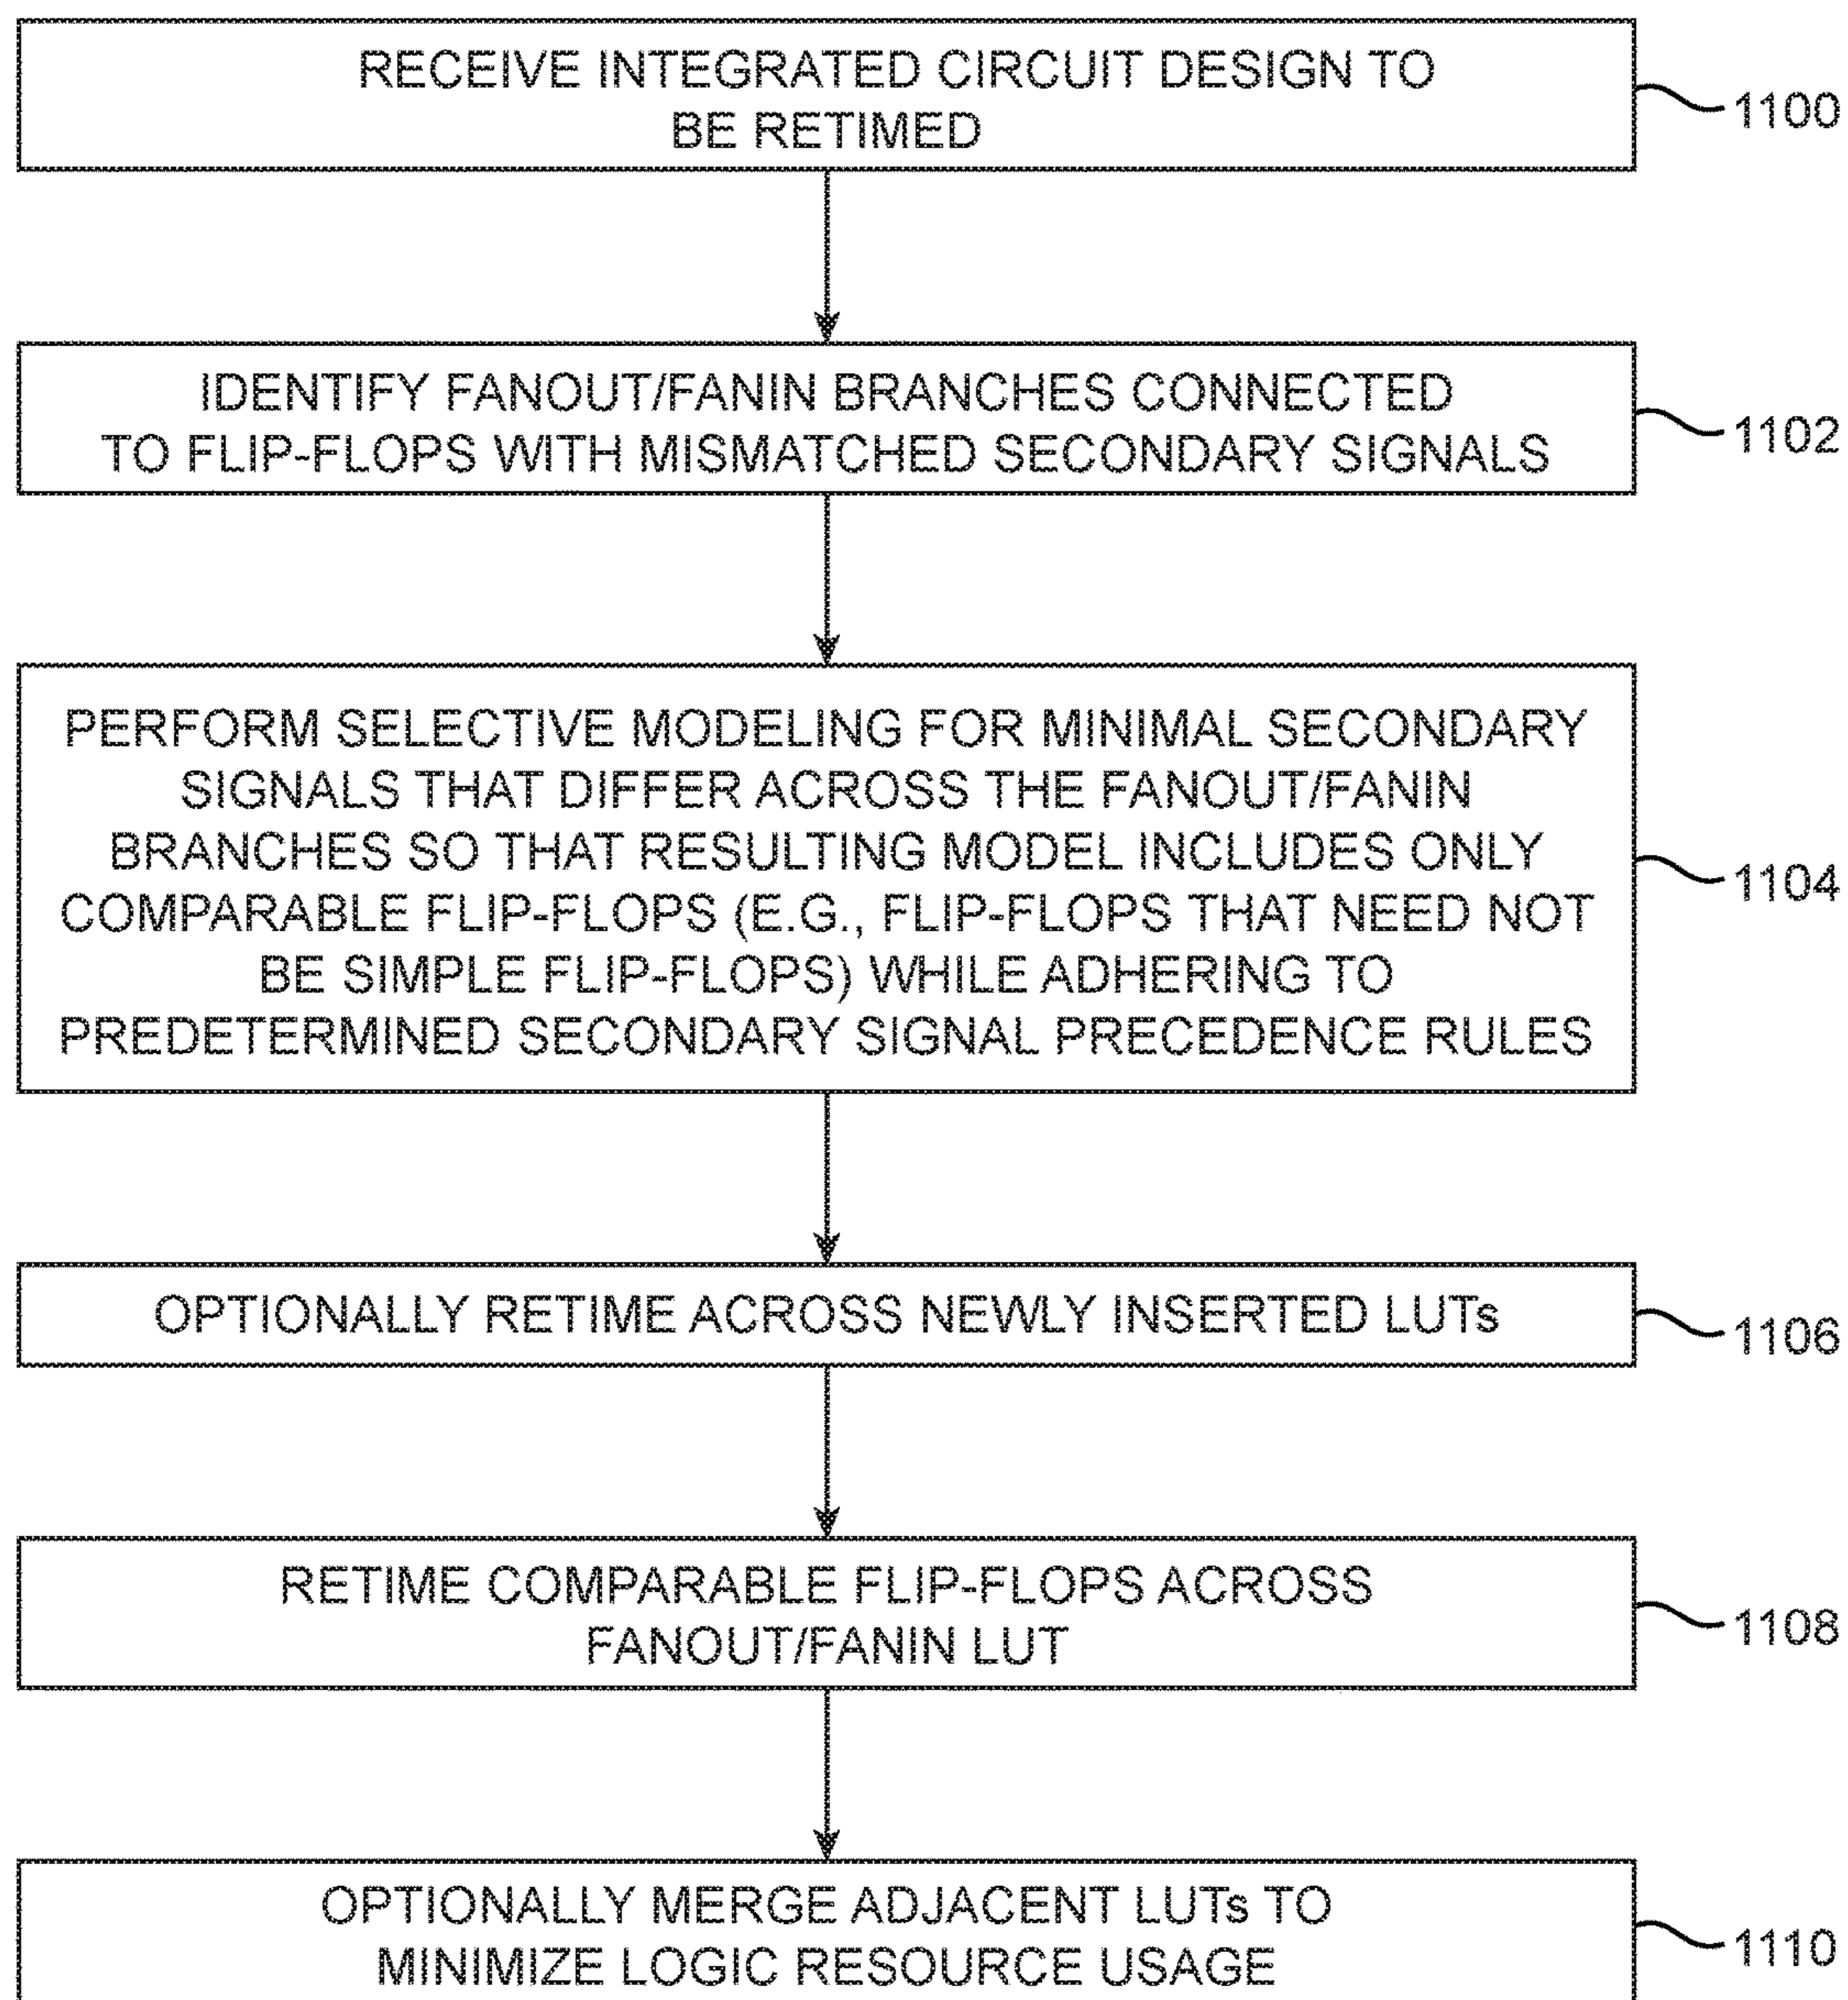 RECEIVE INTEGRATED CIRCUIT DESIGN TO
BE RETIMED
1100
IDENTIFY FANOUT/FANIN BRANCHES CONNECTED
TO FLIP-FLOPS WITH MISMATCHED SECONDARY SIGNALS
1102
PERFORM SELECTIVE MODELING FOR MINIMAL SECONDARY
SIGNALS THAT DIFFER ACROSS THE FANOUT/FANIN
BRANCHES SO THAT RESULTING MODEL INCLUDES ONLY
COMPARABLE FLIP-FLOPS (E.G., FLIP-FLOPS THAT NEED NOT
BE SIMPLE FLIP-FLOPS) WHILE ADHERING TO
PREDETERMINED SECONDARY SIGNAL PRECEDENCE RULES
1104
OPTIONALLY RETIME ACROSS NEWLY INSERTED LUTs
1106
RETIME COMPARABLE FLIP-FLOPS ACROSS
FANOUT/FANIN LUT
1108
OPTIONALLY MERGE ADJACENT LUTs TO
MINIMIZE LOGIC RESOURCE USAGE
1110